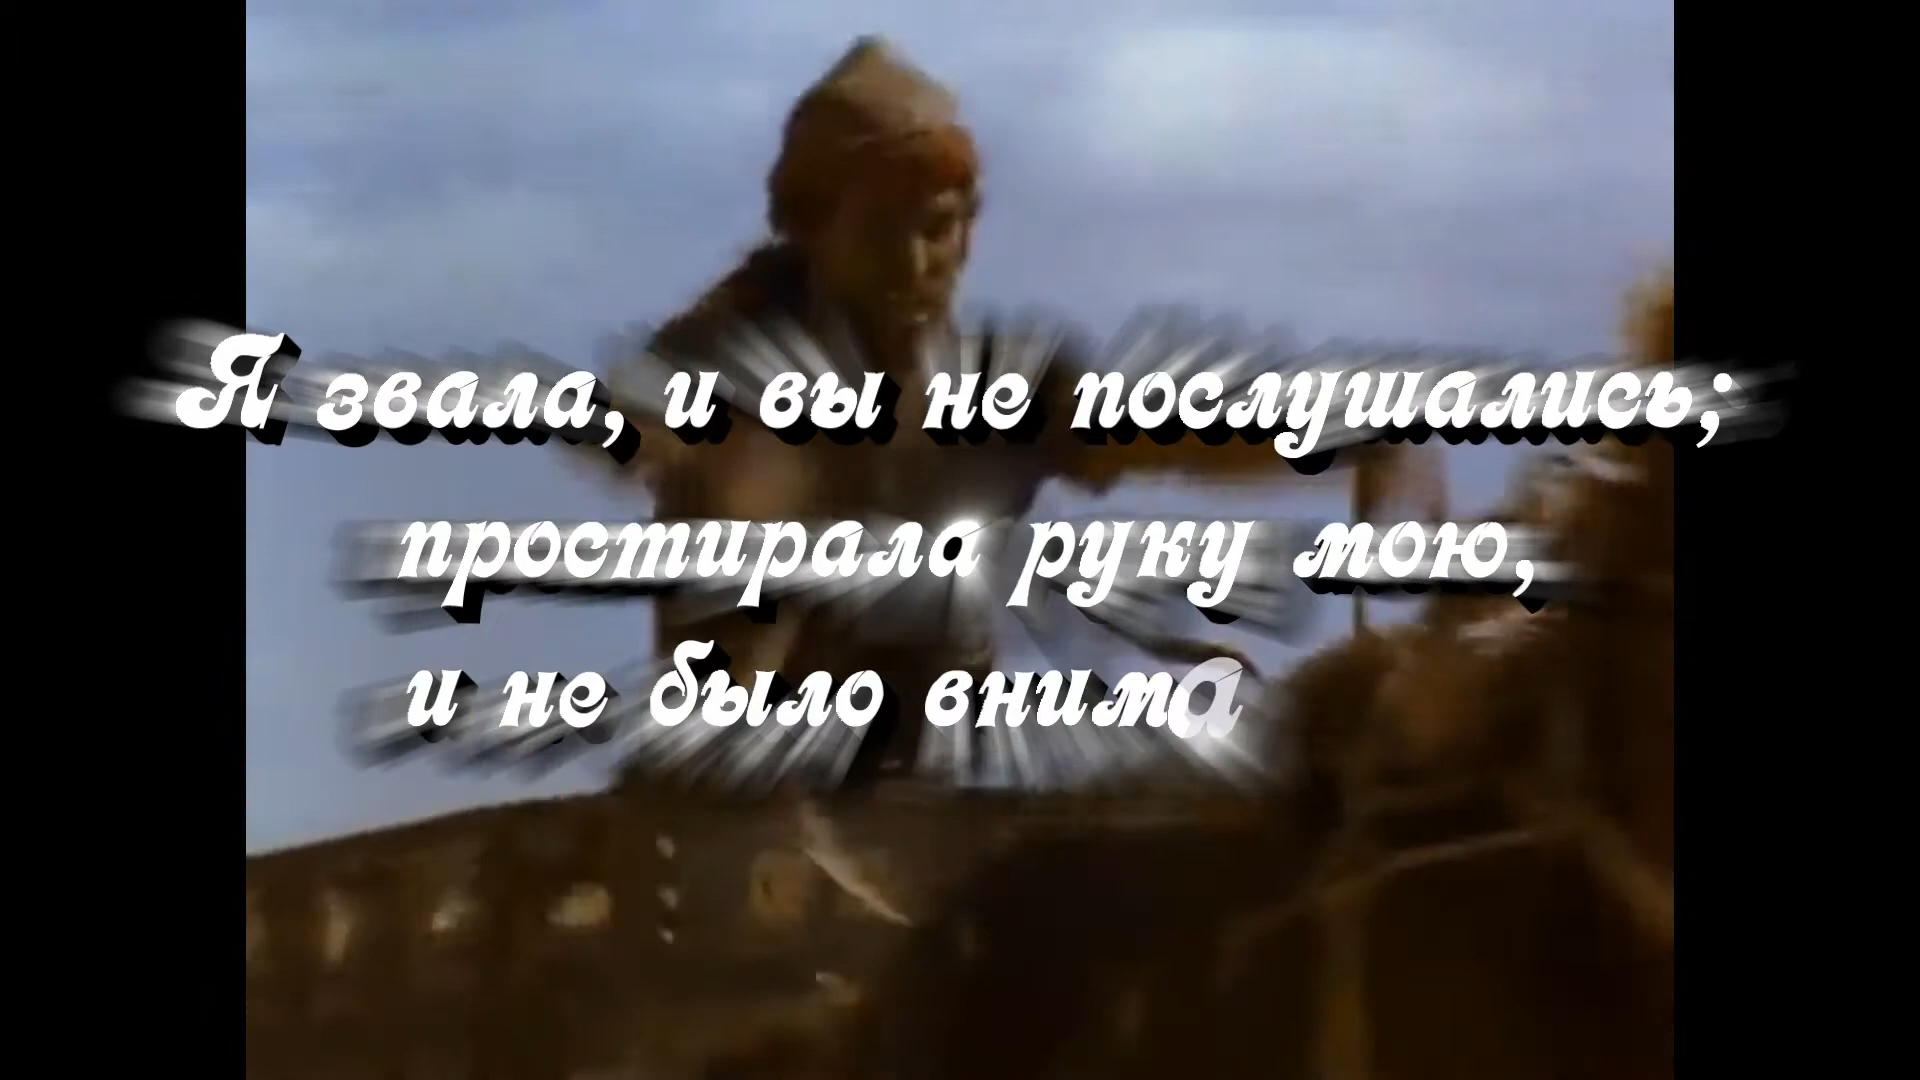 Я звала, и вы не послушались;
простирала руку мою,
и не было внима